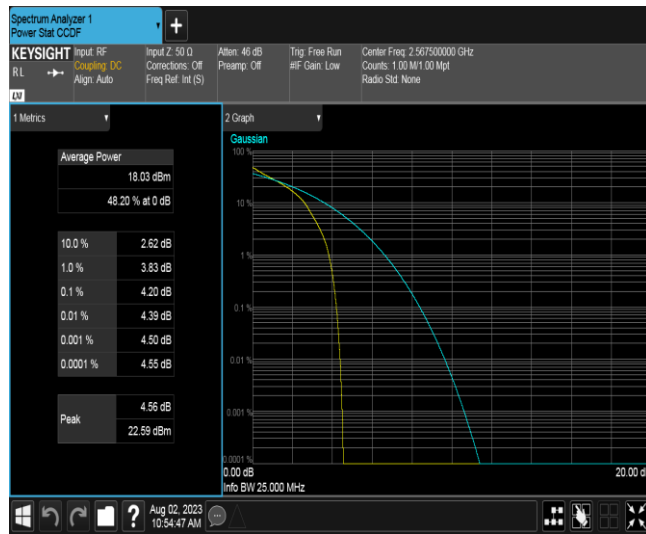 Spectrum Analyzer 1
Power Stat CCDF
+
KEYSIGHT
RL
LXI
Input: RF
Coupling: DC
Align: Auto
Input Z: 50 Ω
Corrections: Off
Freq Ref: Int (S)
Atten: 46 dB
Preamp: Off
Trig: Free Run
#IF Gain: Low
Center Freq: 2.567500000 GHz
Counts: 1.00 M/1.00 Mpt
Radio Std: None
1 Metrics
Average Power
18.03 dBm
48.20 % at 0 dB
10.0 % 2.62 dB
1.0 % 3.83 dB
0.1 % 4.20 dB
0.01 % 4.39 dB
0.001 % 4.50 dB
0.0001 % 4.55 dB
Peak
4.56 dB
22.59 dBm
2 Graph
Gaussian
100 %
10 %
1 %
0.1 %
0.01 %
0.001 %
0.0001 %
0.00 dB
20.00 d
Info BW 25.000 MHz
?
Aug 02, 2023
10:54:47 AM